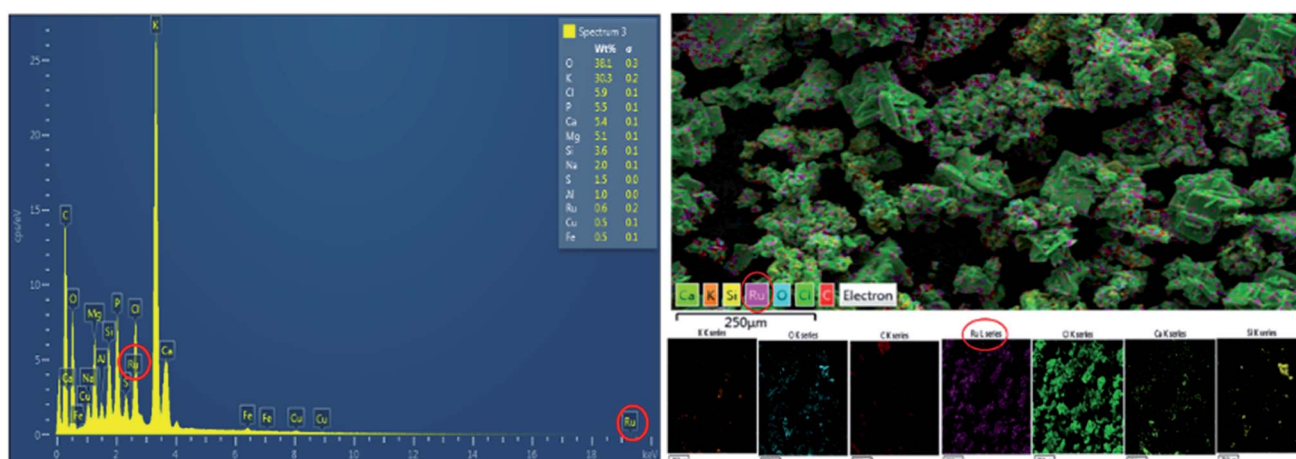 Spectrum 3
Wt% σ
O 38.1 0.3
K 30.3 0.2
Cl 5.9 0.1
P 5.5 0.1
Ca 5.4 0.1
Mg 5.1 0.1
Si 3.6 0.1
Na 2.0 0.1
S 1.5 0.0
Al 1.0 0.0
Ru 0.6 0.2
Cu 0.5 0.1
Fe 0.5 0.1
cps/eV
25
20
15
10
5
0
K
C
O
P
Cl
Mg
Si
Al
Ru
Ca
Ca
Na
S
Cu
Fe
Fe
Fe
Cu
Cu
Ru
0 2 4 6 8 10 12 14 16 18 keV
Ca K Si Ru O Cl C Electron
250µm
K K series O K series C K series Ru L series Cl K series Ca K series Si K series